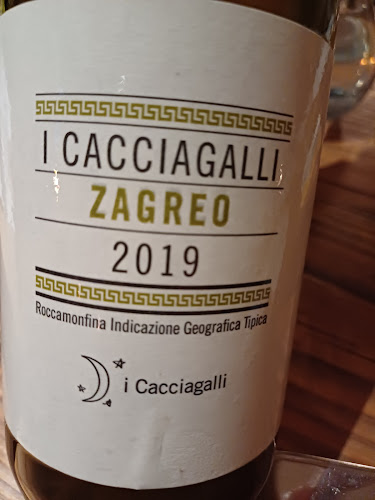 I CACCIAGALLI
ZAGREO
2019
Roccamonfina Indicazione Geografica Tipica
i Cacciagalli